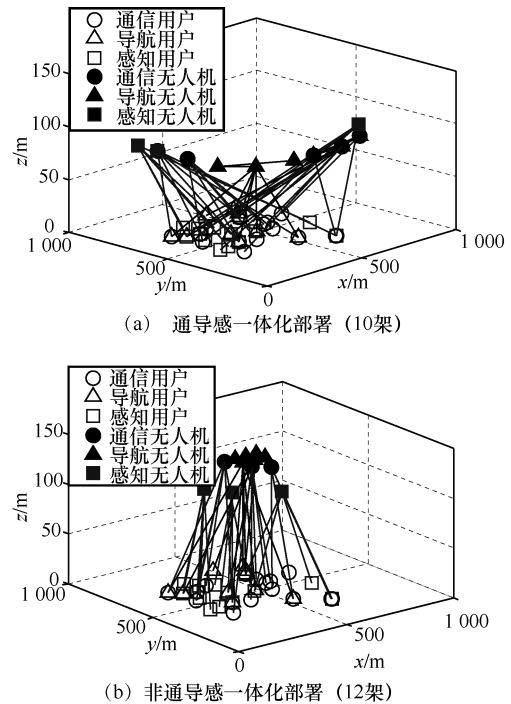 通信用户
导航用户
感知用户
通信无人机
导航无人机
感知无人机
150
100
50
0
z/m
1 000
500
0
y/m
x/m
500
1 000
(a) 通导感一体化部署（10架）
通信用户
导航用户
感知用户
通信无人机
导航无人机
感知无人机
150
100
50
0
z/m
1 000
500
0
y/m
x/m
500
1 000
(b) 非通导感一体化部署（12架）